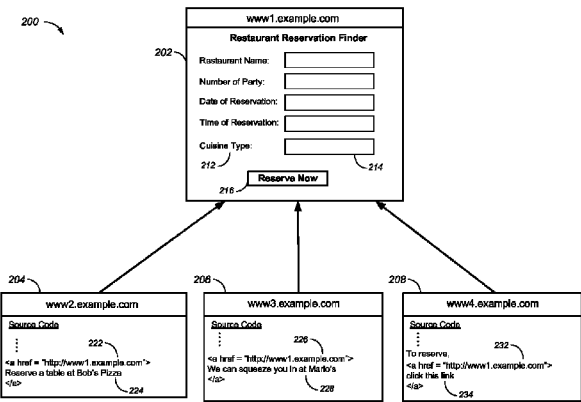 200
www1.example.com
202
Restaurant Reservation Finder
Restaurant Name:
Number of Party:
Date of Reservation:
Time of Reservation:
Cuisine Type:
212
214
216
Reserve Now
204
www2.example.com
Source Code
222
<a href = "http://www1.example.com">
Reserve a table at Bob's Pizza
</a>
224
206
www3.example.com
Source Code
226
<a href = "http://www1.example.com">
We can squeeze you in at Mario's
</a>
228
208
www4.example.com
Source Code
To reserve,
232
<a href = "http://www1.example.com">
click this link
</a>
234